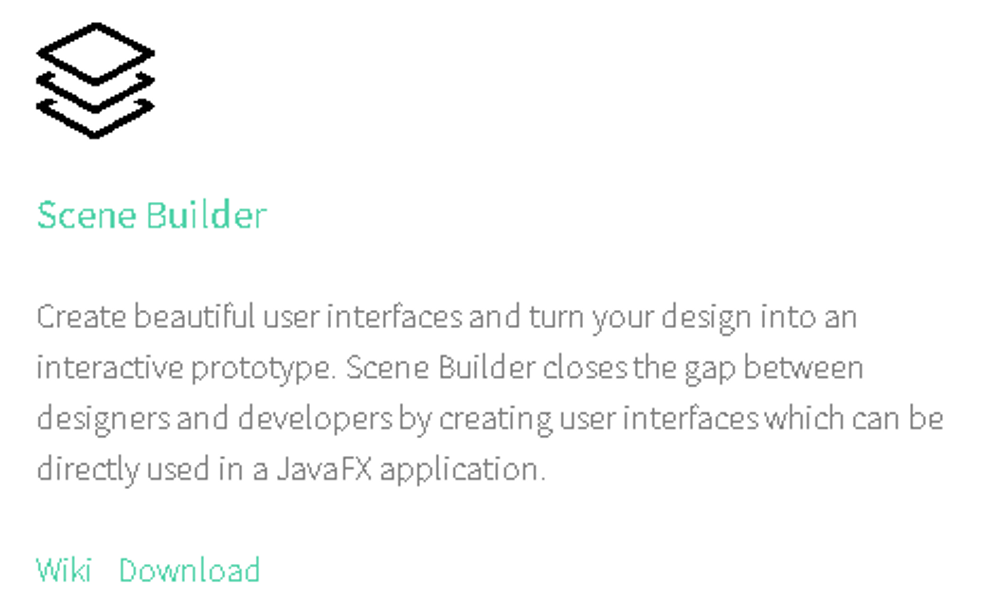 Scene Builder
Create beautiful user interfaces and turn your design into an
interactive prototype. Scene Builder closes the gap between
designers and developers by creating user interfaces which can be
directly used in a JavaFX application.
Wiki Download